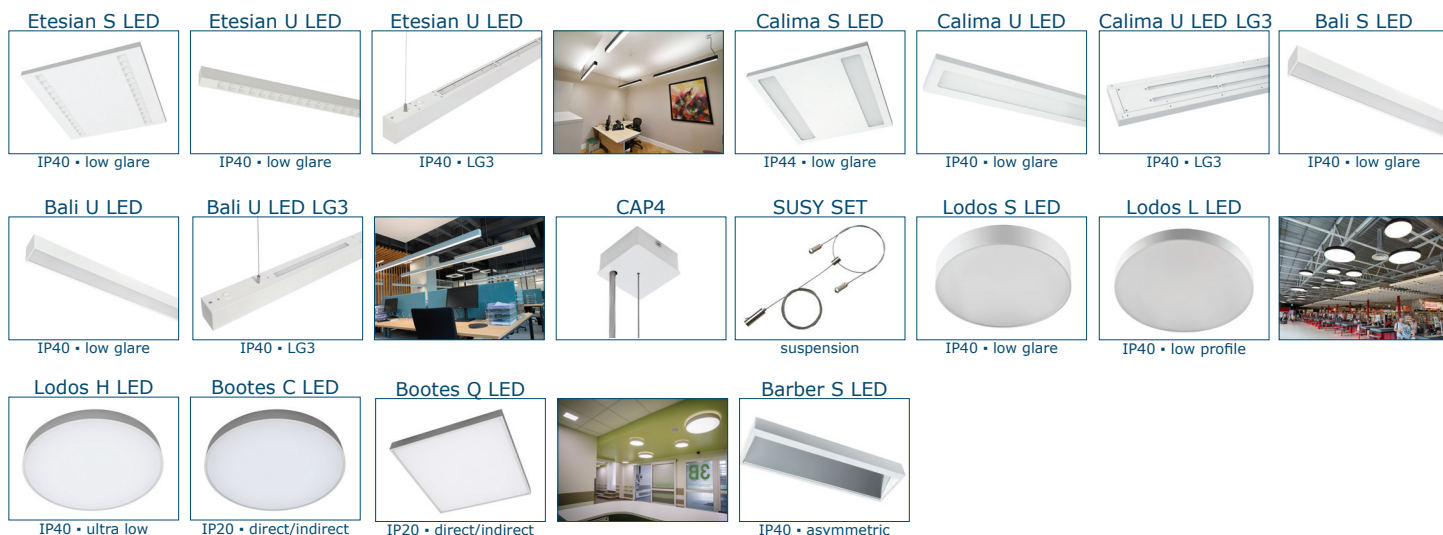 Etesian S LED
IP40 ▪ low glare
Etesian U LED
IP40 ▪ low glare
Etesian U LED
IP40 ▪ LG3
Calima S LED
IP44 ▪ low glare
Calima U LED
IP40 ▪ low glare
Calima U LED LG3
IP40 ▪ LG3
Bali S LED
IP40 ▪ low glare
Bali U LED
IP40 ▪ low glare
Bali U LED LG3
IP40 ▪ LG3
CAP4
SUSY SET
suspension
Lodos S LED
IP40 ▪ low glare
Lodos L LED
IP40 ▪ low profile
Lodos H LED
IP40 ▪ ultra low
Bootes C LED
IP20 ▪ direct/indirect
Bootes Q LED
IP20 ▪ direct/indirect
3B
Barber S LED
IP40 ▪ asymmetric